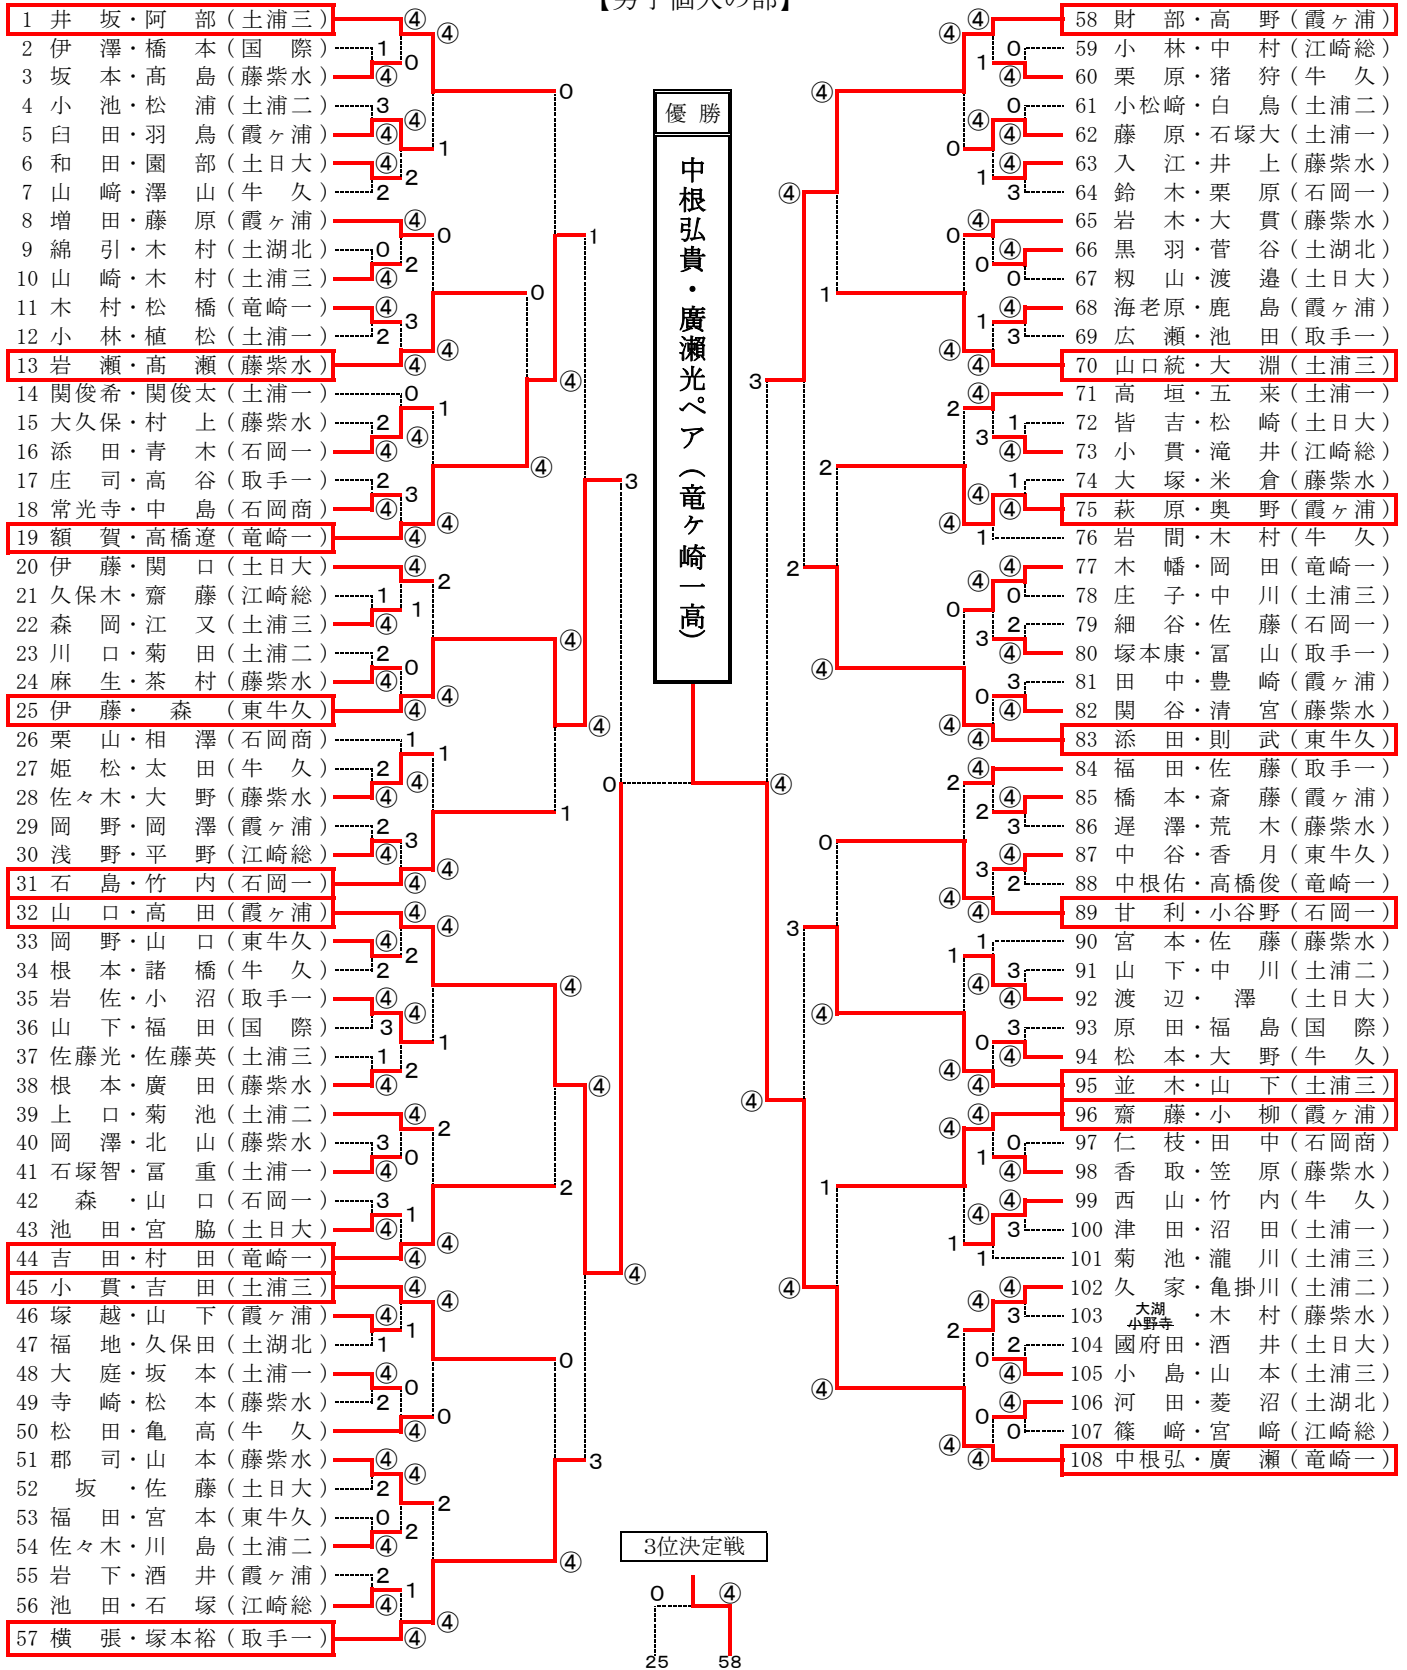 【男子個人の部】
1 井　坂・阿　部（土浦三）
2 伊　澤・橋　本（国　際）
3 坂　本・髙　島（藤紫水）
4 小　池・松　浦（土浦二）
5 臼　田・羽　鳥（霞ヶ浦）
6 和　田・園　部（土日大）
7 山　﨑・澤　山（牛　久）
8 増　田・藤　原（霞ヶ浦）
9 綿　引・木　村（土湖北）
10 山　崎・木　村（土浦三）
11 木　村・松　橋（竜崎一）
12 小　林・植　松（土浦一）
13 岩　瀬・髙　瀬（藤紫水）
14 関俊希・関俊太（土浦一）
15 大久保・村　上（藤紫水）
16 添　田・青　木（石岡一）
17 庄　司・高　谷（取手一）
18 常光寺・中　島（石岡商）
19 額　賀・高橋遼（竜崎一）
20 伊　藤・関　口（土日大）
21 久保木・齋　藤（江崎総）
22 森　岡・江　又（土浦三）
23 川　口・菊　田（土浦二）
24 麻　生・茶　村（藤紫水）
25 伊　藤・　森　（東牛久）
26 栗　山・相　澤（石岡商）
27 姫　松・太　田（牛　久）
28 佐々木・大　野（藤紫水）
29 岡　野・岡　澤（霞ヶ浦）
30 浅　野・平　野（江崎総）
31 石　島・竹　内（石岡一）
32 山　口・高　田（霞ヶ浦）
33 岡　野・山　口（東牛久）
34 根　本・諸　橋（牛　久）
35 岩　佐・小　沼（取手一）
36 山　下・福　田（国　際）
37 佐藤光・佐藤英（土浦三）
38 根　本・廣　田（藤紫水）
39 上　口・菊　池（土浦二）
40 岡　澤・北　山（藤紫水）
41 石塚智・冨　重（土浦一）
42 　森　・山　口（石岡一）
43 池　田・宮　脇（土日大）
44 吉　田・村　田（竜崎一）
45 小　貫・吉　田（土浦三）
46 塚　越・山　下（霞ヶ浦）
47 福　地・久保田（土湖北）
48 大　庭・坂　本（土浦一）
49 寺　崎・松　本（藤紫水）
50 松　田・亀　高（牛　久）
51 郡　司・山　本（藤紫水）
52 　坂　・佐　藤（土日大）
53 福　田・宮　本（東牛久）
54 佐々木・川　島（土浦二）
55 岩　下・酒　井（霞ヶ浦）
56 池　田・石　塚（江崎総）
57 横　張・塚本裕（取手一）
優 勝
中根弘貴・廣瀬光ペア（竜ケ崎一高）
3位決定戦
0 ④
25 58
58 財　部・高　野（霞ヶ浦）
59 小　林・中　村（江崎総）
60 栗　原・猪　狩（牛　久）
61 小松﨑・白　鳥（土浦二）
62 藤　原・石塚大（土浦一）
63 入　江・井　上（藤紫水）
64 鈴　木・栗　原（石岡一）
65 岩　木・大　貫（藤紫水）
66 黒　羽・菅　谷（土湖北）
67 籾　山・渡　邉（土日大）
68 海老原・鹿　島（霞ヶ浦）
69 広　瀬・池　田（取手一）
70 山口統・大　淵（土浦三）
71 高　垣・五　来（土浦一）
72 皆　吉・松　崎（土日大）
73 小　貫・滝　井（江崎総）
74 大　塚・米　倉（藤紫水）
75 萩　原・奥　野（霞ヶ浦）
76 岩　間・木　村（牛　久）
77 木　幡・岡　田（竜崎一）
78 庄　子・中　川（土浦三）
79 細　谷・佐　藤（石岡一）
80 塚本康・冨　山（取手一）
81 田　中・豊　崎（霞ヶ浦）
82 関　谷・清　宮（藤紫水）
83 添　田・則　武（東牛久）
84 福　田・佐　藤（取手一）
85 橋　本・斎　藤（霞ヶ浦）
86 遅　澤・荒　木（藤紫水）
87 中　谷・香　月（東牛久）
88 中根佑・高橋俊（竜崎一）
89 甘　利・小谷野（石岡一）
90 宮　本・佐　藤（藤紫水）
91 山　下・中　川（土浦二）
92 渡　辺・　澤　（土日大）
93 原　田・福　島（国　際）
94 松　本・大　野（牛　久）
95 並　木・山　下（土浦三）
96 齋　藤・小　柳（霞ヶ浦）
97 仁　枝・田　中（石岡商）
98 香　取・笠　原（藤紫水）
99 西　山・竹　内（牛　久）
100 津　田・沼　田（土浦一）
101 菊　池・瀧　川（土浦三）
102 久　家・亀掛川（土浦二）
大湖
103 小野寺・木　村（藤紫水）
104 國府田・酒　井（土日大）
105 小　島・山　本（土浦三）
106 河　田・菱　沼（土湖北）
107 篠　﨑・宮　﨑（江崎総）
108 中根弘・廣　瀬（竜崎一）